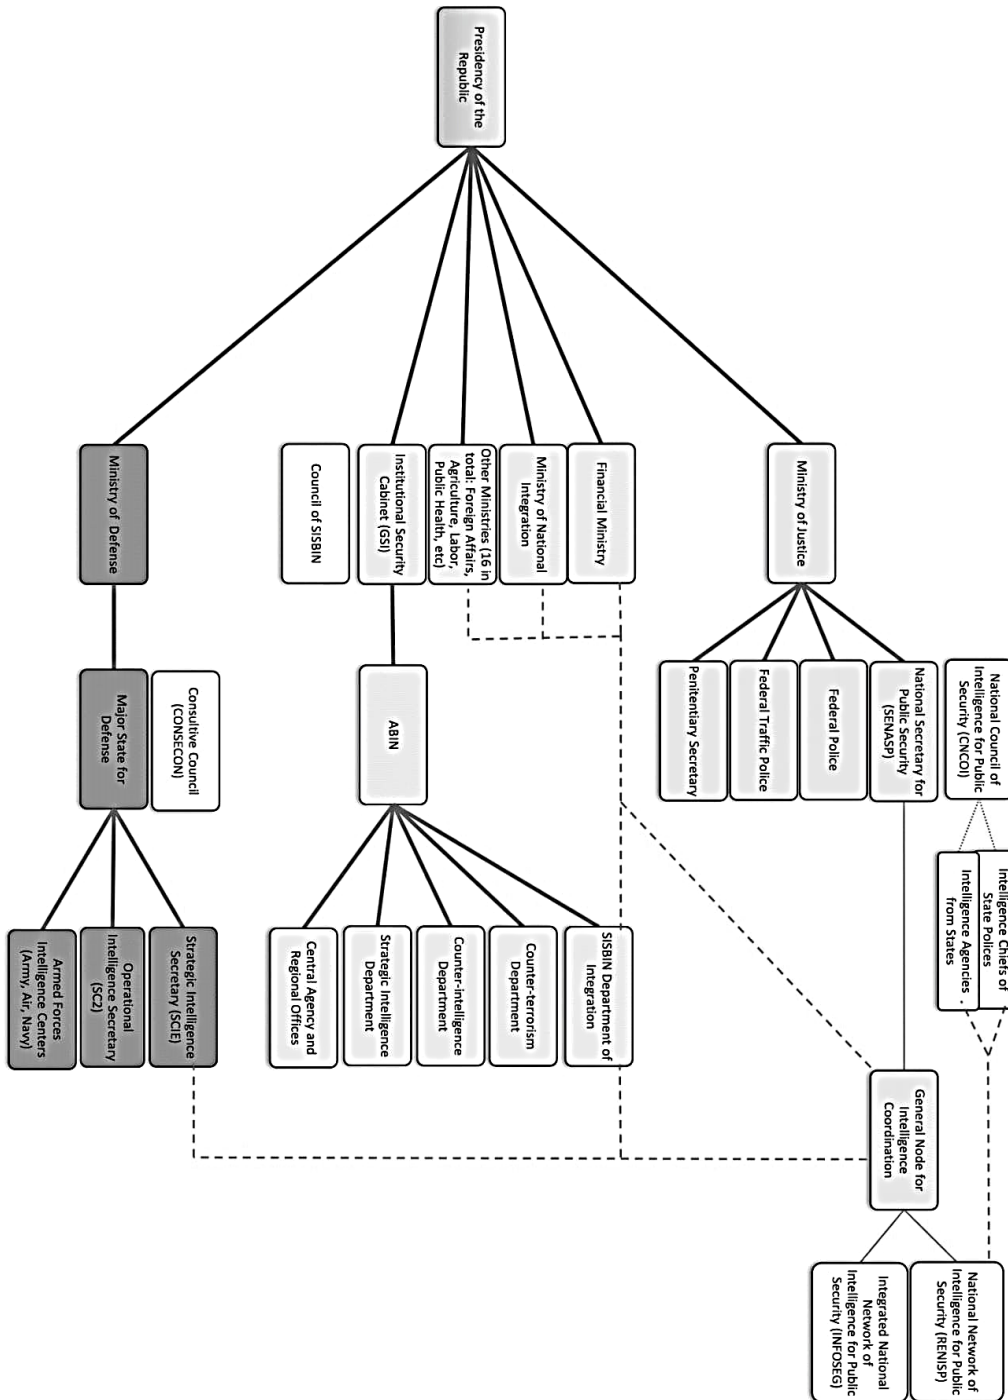 Presidency of the
Republic
Ministry of Justice
Financial Ministry
Ministry of National
Integration
Other Ministries (16 in
total: Foreign Affairs,
Agriculture, Labor,
Public Health, etc)
Institutional Security
Cabinet (GSI)
Council of SISBIN
Ministry of Defense
National Council of
Intelligence for Public
Security (CNCOI)
National Secretary for
Public Security
(SENASP)
Federal Police
Federal Traffic Police
Penitentiary Secretary
ABIN
Consultive Council
(CONSECON)
Major State for
Defense
Intelligence Chiefs of
State Polices
Intelligence Agencies
from States
SISBIN Department of
Integration
Counter-terrorism
Department
Counter-intelligence
Department
Strategic Intelligence
Department
Central Agency and
Regional Offices
Strategic Intelligence
Secretary (SCIE)
Operational
Intelligence Secretary
(SC2)
Armed Forces
Intelligence Centers
(Army, Air, Navy)
General Node for
Intelligence
Coordination
National Network of
Intelligence for Public
Security (RENISP)
Integrated National
Network of
Intelligence for Public
Security (INFOSEG)